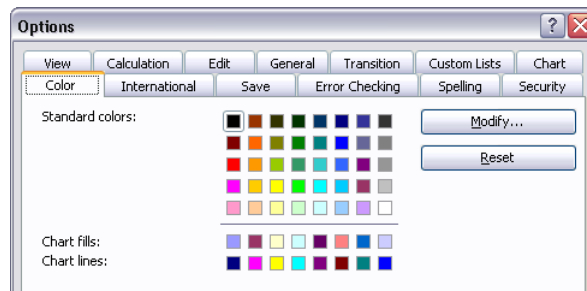 Options
View Calculation Edit General Transition Custom Lists Chart
Color International Save Error Checking Spelling Security
Standard colors: Modify...
Reset
Chart fills:
Chart lines: